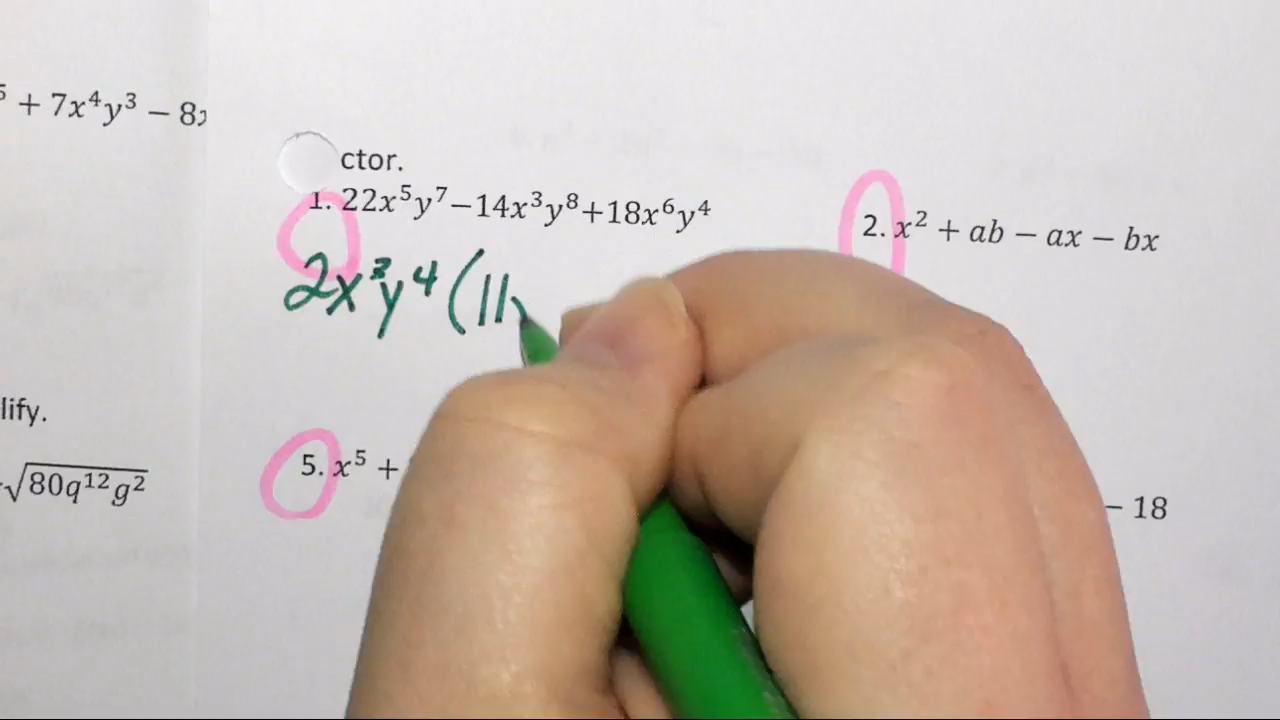 ⁵ + 7x⁴y³ − 8
ctor.
1. 22x⁵y⁷−14x³y⁸+18x⁶y⁴
2. x² + ab − ax − bx
2x³y⁴(11
lify.
√80q¹²g²
5. x⁵ +
− 18